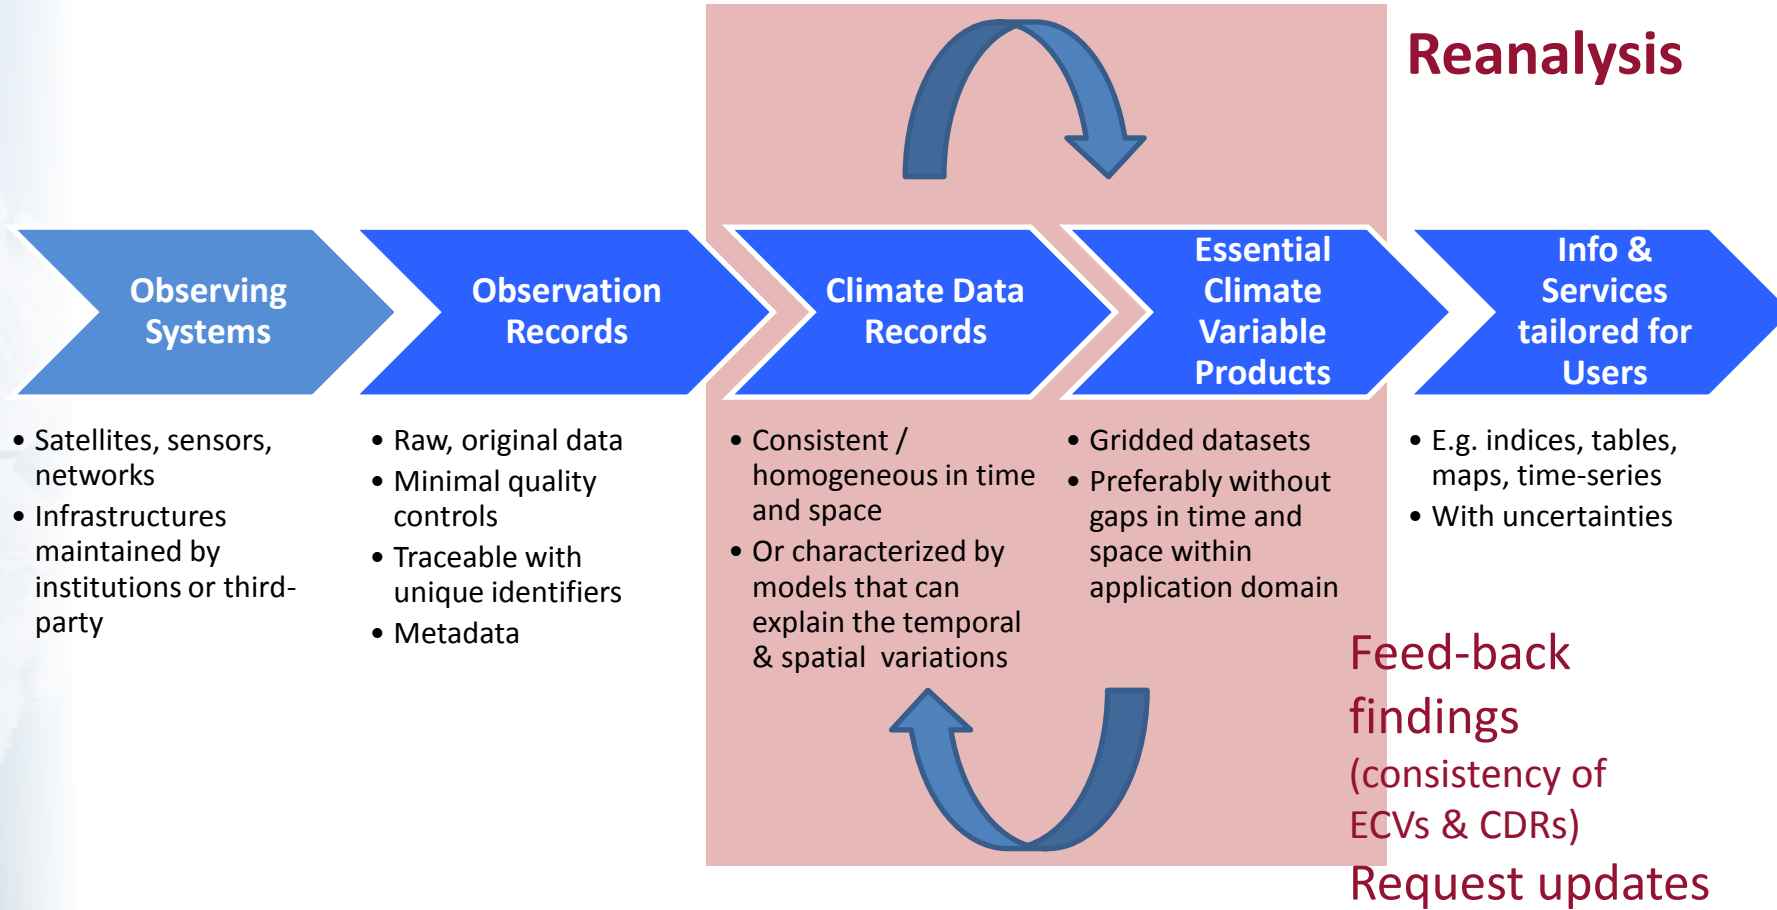 Reanalysis
Observing
Systems
Observation
Records
Climate Data
Records
Essential
Climate
Variable
Products
Info &
Services
tailored for
Users
• Satellites, sensors,
networks
• Infrastructures
maintained by
institutions or third-
party
• Raw, original data
• Minimal quality
controls
• Traceable with
unique identifiers
• Metadata
• Consistent /
homogeneous in time
and space
• Or characterized by
models that can
explain the temporal
& spatial variations
• Gridded datasets
• Preferably without
gaps in time and
space within
application domain
• E.g. indices, tables,
maps, time-series
• With uncertainties
Feed-back
findings
(consistency of
ECVs & CDRs)
Request updates